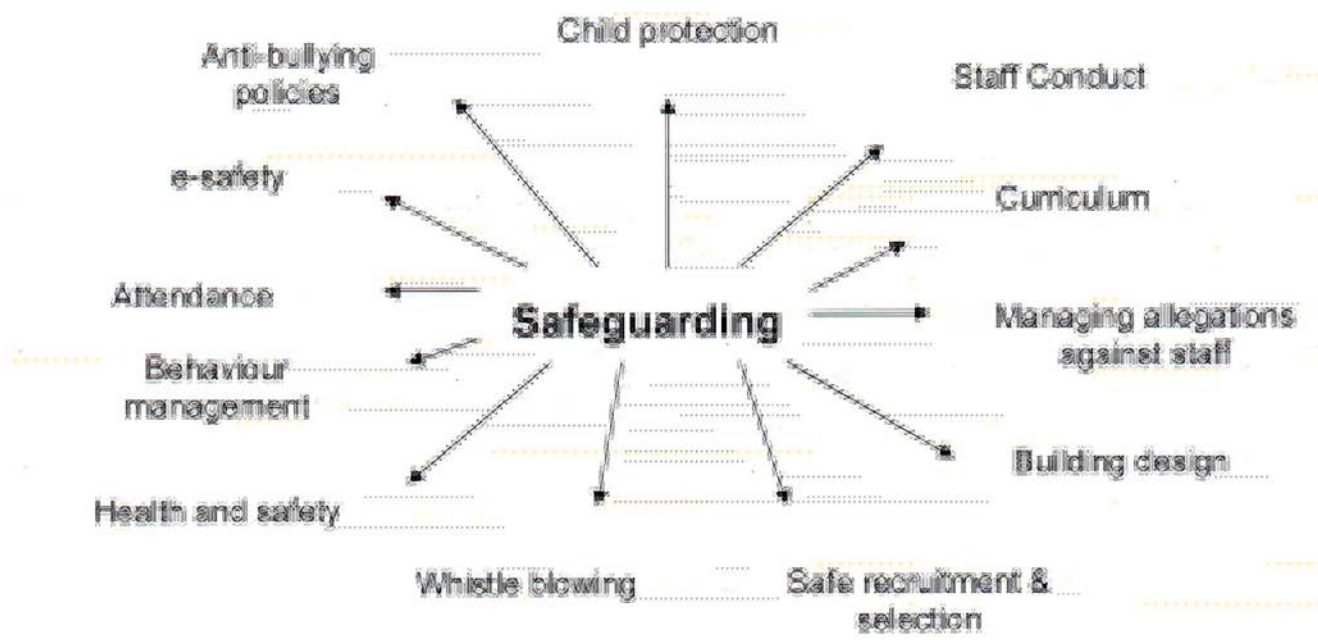 Child protection
Anti-bullying
policies
Staff Conduct
e-safety
Curriculum
Attendance
Safeguarding
Managing allegations
against staff
Behaviour
management
Building design
Health and safety
Whistle blowing
Safe recruitment &
selection